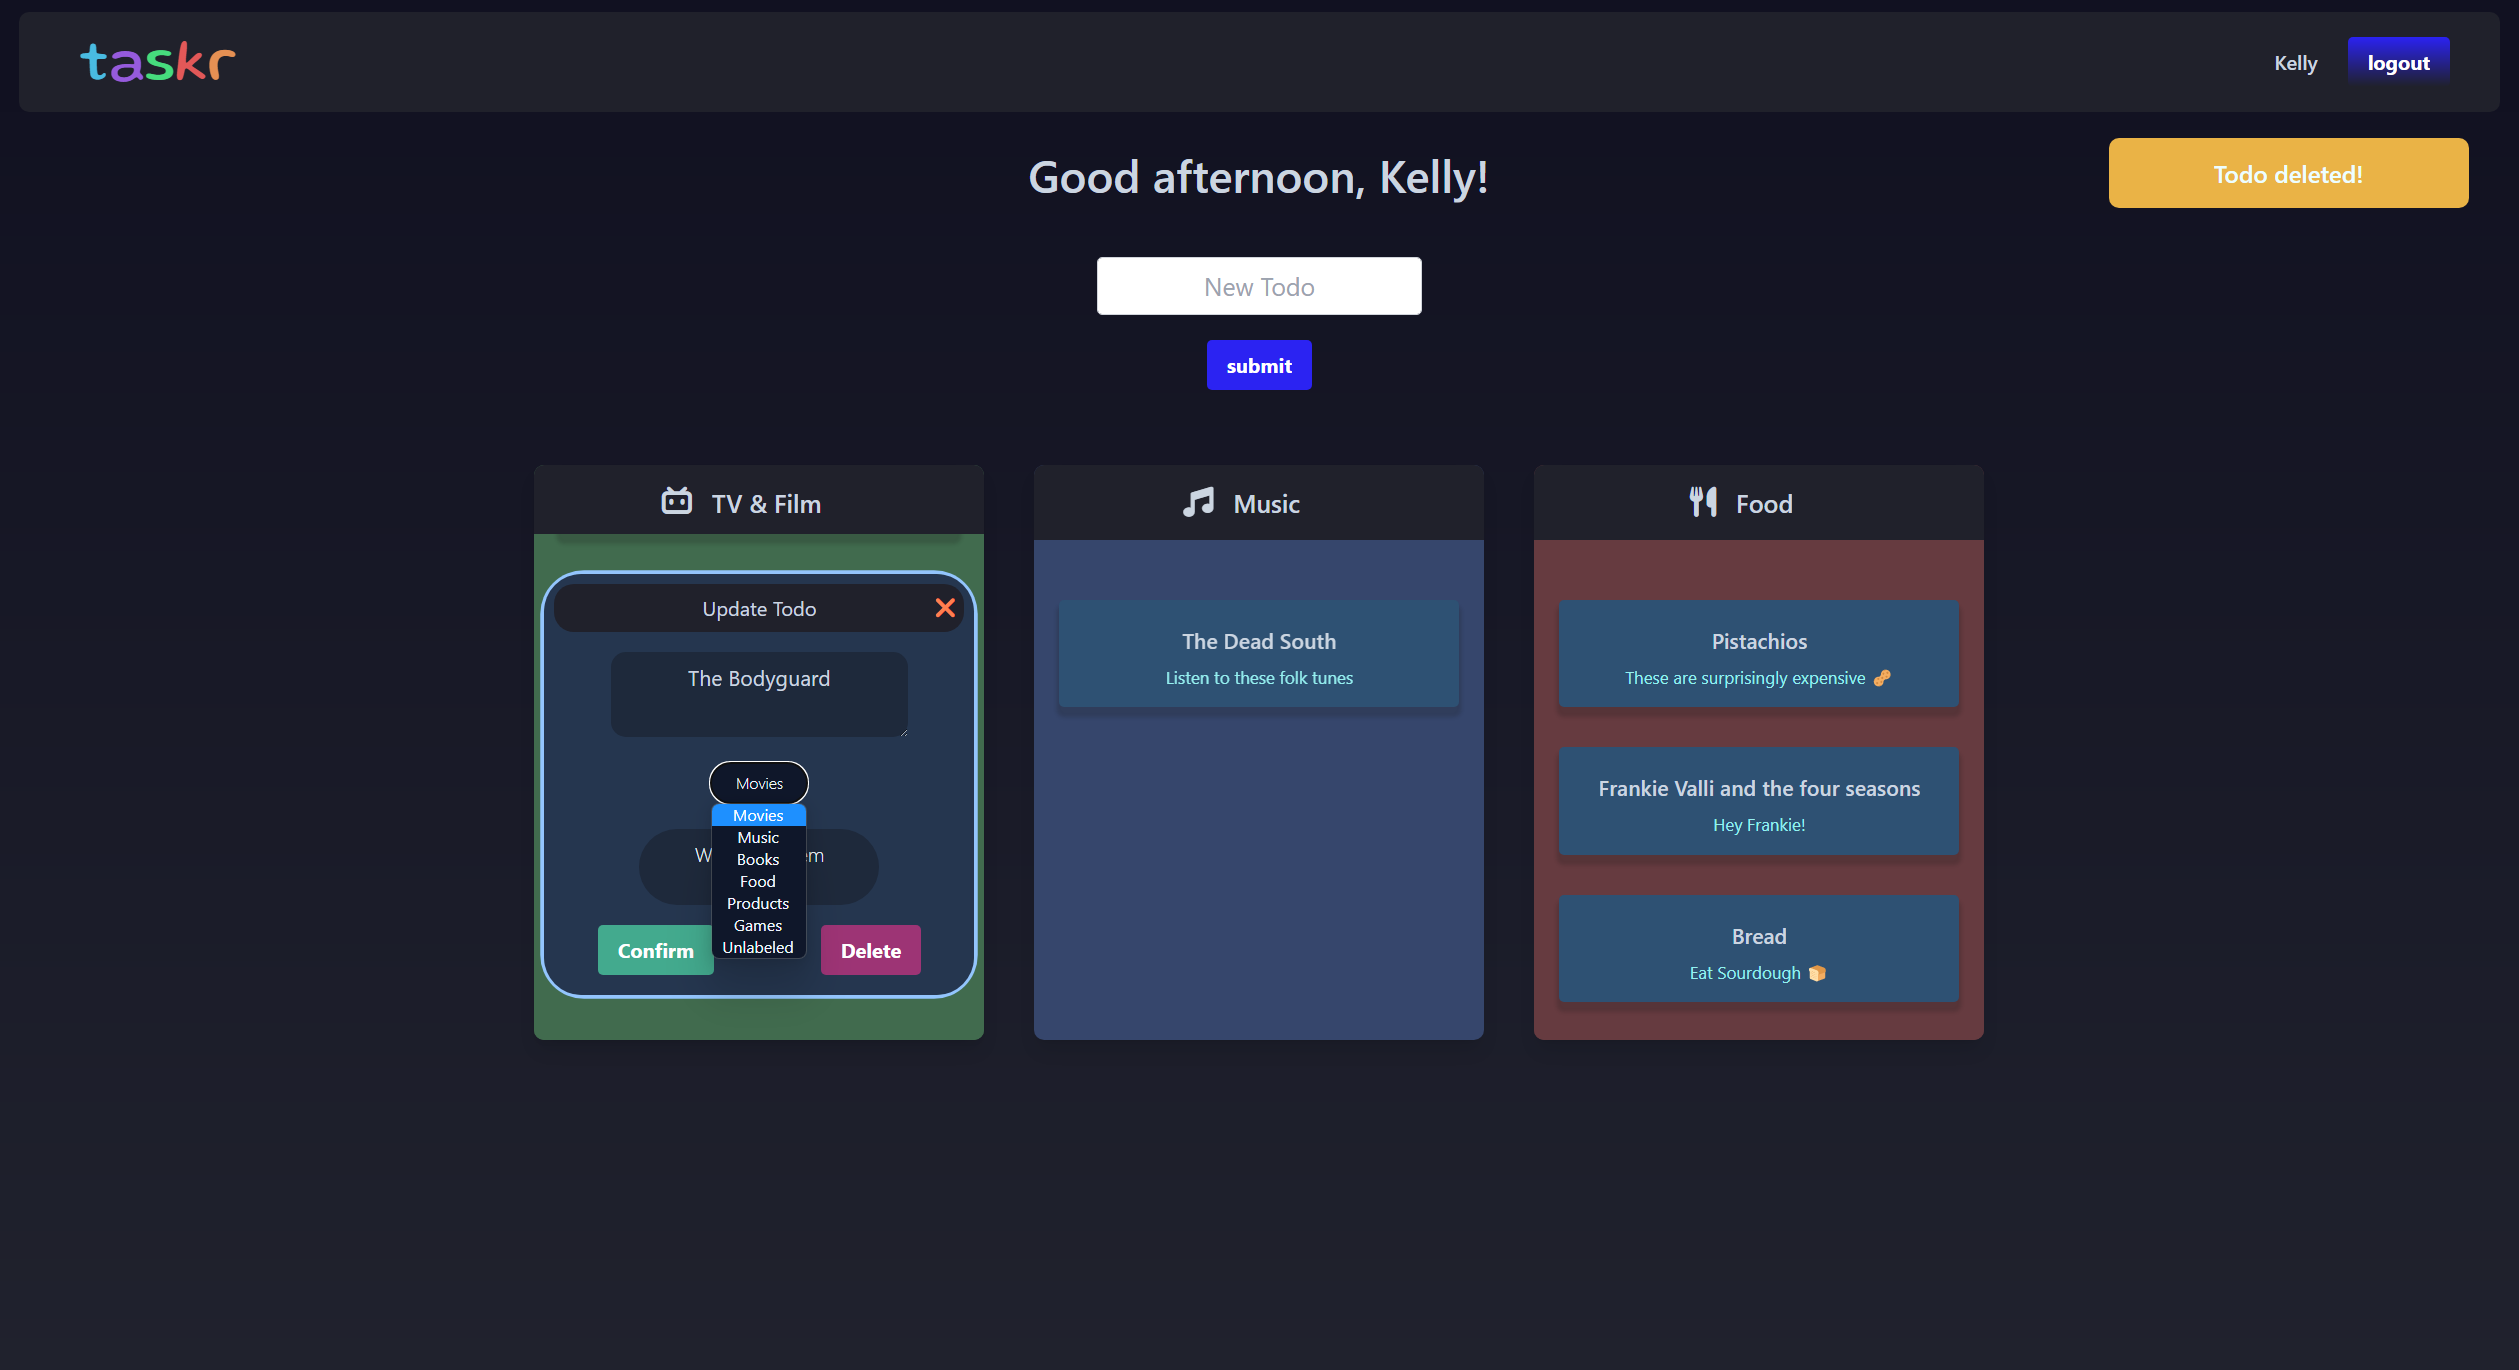 taskr
Kelly
logout
Good afternoon, Kelly!
Todo deleted!
New Todo
submit
TV & Film
Update Todo
The Bodyguard
Movies
Movies
Music
Books
Food
Products
Games
Unlabeled
Confirm
Delete
Music
The Dead South
Listen to these folk tunes
Food
Pistachios
These are surprisingly expensive
Frankie Valli and the four seasons
Hey Frankie!
Bread
Eat Sourdough